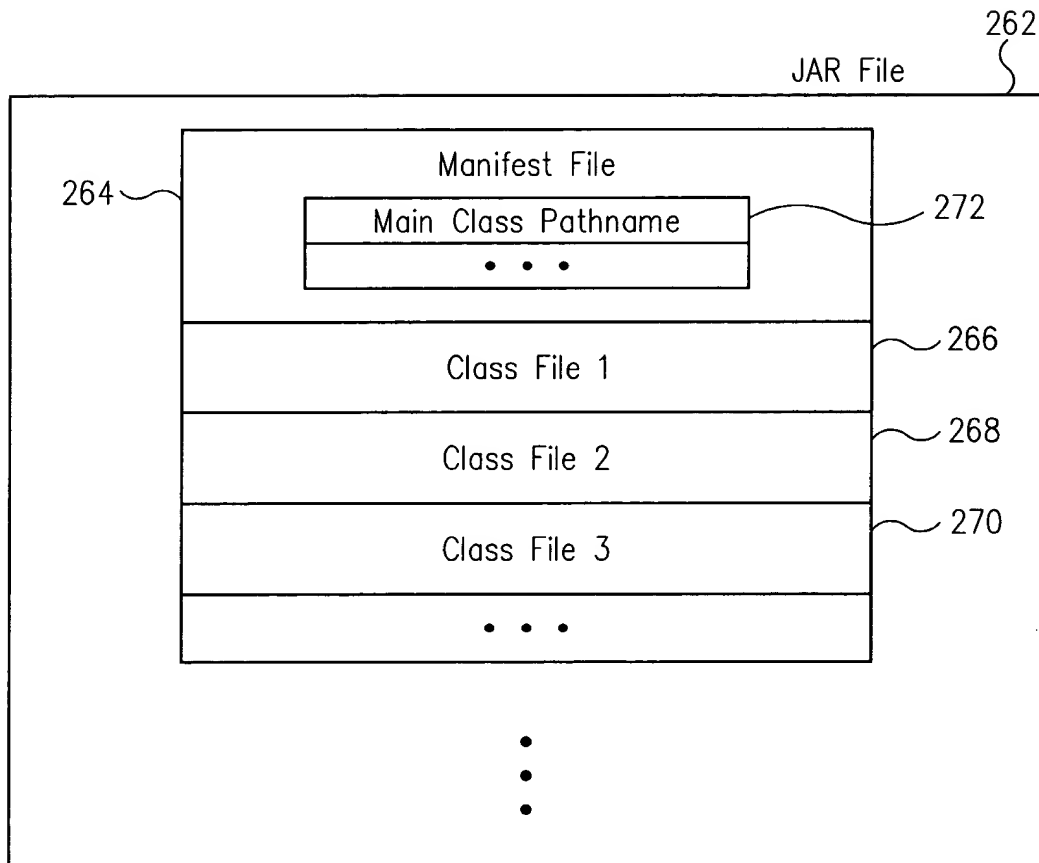 262
JAR File
Manifest File
264
Main Class Pathname
272
• • •
266
Class File 1
268
Class File 2
270
Class File 3
• • •